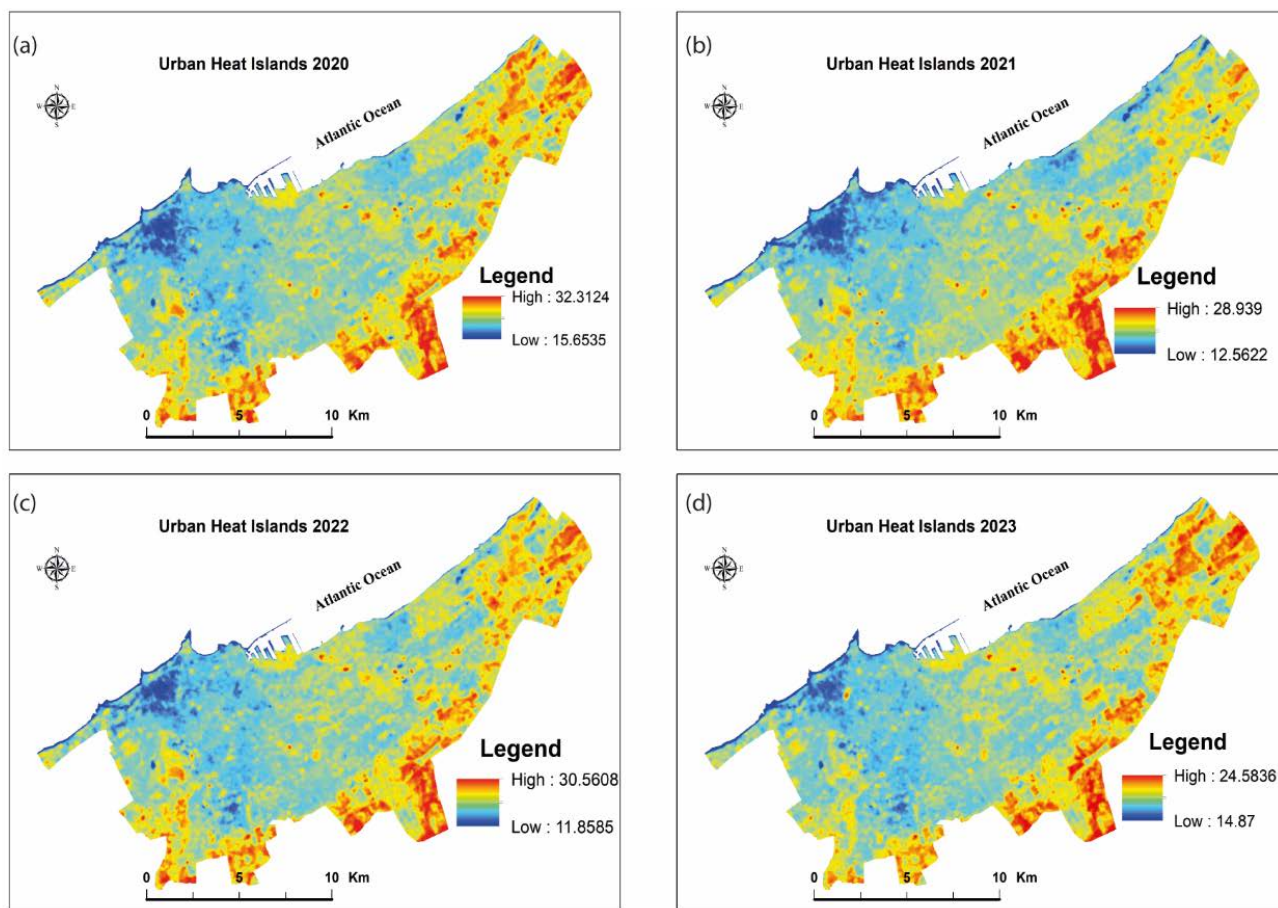 (a)
Urban Heat Islands 2020
N
W E
S
Atlantic Ocean
Legend
High : 32.3124
Low : 15.6535
0 5 10 Km
(b)
Urban Heat Islands 2021
N
W E
S
Atlantic Ocean
Legend
High : 28.939
Low : 12.5622
0 5 10 Km
(c)
Urban Heat Islands 2022
N
W E
S
Atlantic Ocean
Legend
High : 30.5608
Low : 11.8585
0 5 10 Km
(d)
Urban Heat Islands 2023
N
W E
S
Atlantic Ocean
Legend
High : 24.5836
Low : 14.87
0 5 10 Km